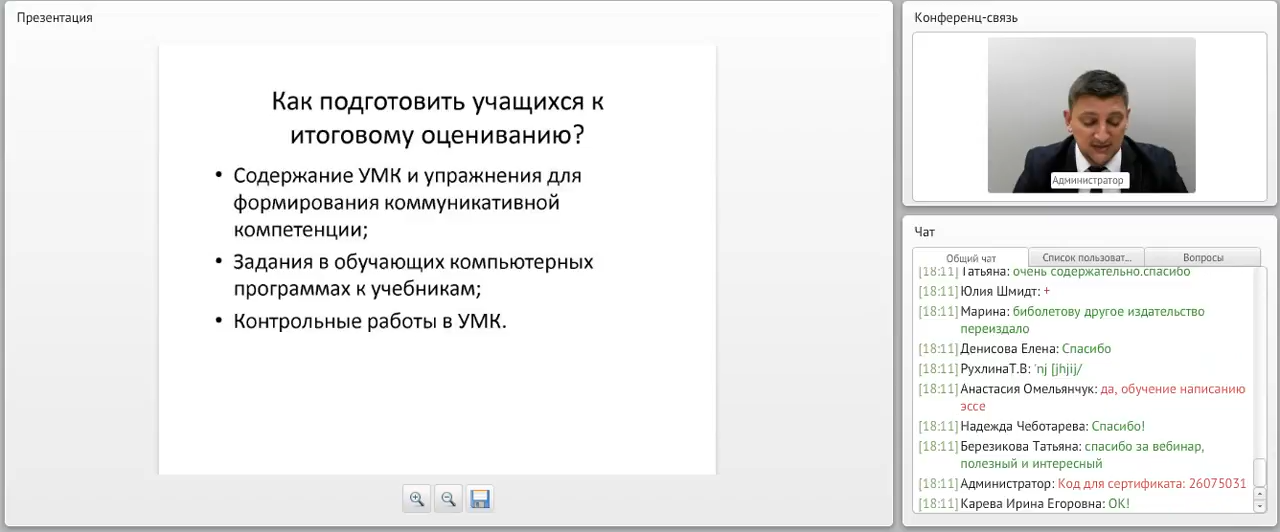 Презентация
Как подготовить учащихся к
итоговому оцениванию?
• Содержание УМК и упражнения для
формирования коммуникативной
компетенции;
• Задания в обучающих компьютерных
программах к учебникам;
• Контрольные работы в УМК.
Конференц-связь
Администратор
Чат
Общий чат
Список пользоват...
Вопросы
[18:11] Татьяна: очень содержательно.спасибо
[18:11] Юлия Шмидт: +
[18:11] Марина: биболетову другое издательство
переиздало
[18:11] Денисова Елена: Спасибо
[18:11] РухлинаТ.В: 'nj [jhjij/
[18:11] Анастасия Омельянчук: да, обучение написанию
эссе
[18:11] Надежда Чеботарева: Спасибо!
[18:11] Березикова Татьяна: спасибо за вебинар,
полезный и интересный
[18:11] Администратор: Код для сертификата: 26075031
[18:11] Карева Ирина Егоровна: ОК!